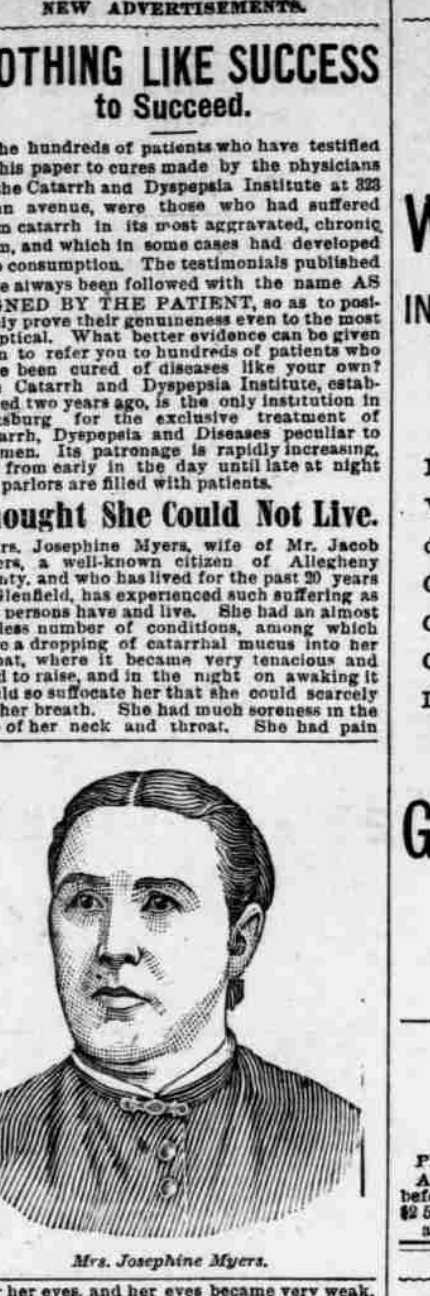 NEW ADVERTISEMENTS.
OTHING LIKE SUCCESS
to Succeed.
he hundreds of patients who have testified
his paper to cures made by the physicians
he Catarrh and Dyspepsia Institute at 323
nn avenue, were those who had suffered
m catarrh in its most aggravated, chronic
m, and which in some cases had developed
o consumption. The testimonials published
e always been followed with the name AS
GNED BY THE PATIENT, so as to posi-
ly prove their genuineness even to the most
ptical. What better evidence can be given
n to refer you to hundreds of patients who
e been cured of diseases like your own?
Catarrh and Dyspepsia Institute, estab-
ed two years ago, is the only institution in
sburg for the exclusive treatment of
arrh, Dyspepsia and Diseases peculiar to
men. Its patronage is rapidly increasing,
from early in the day until late at night
parlors are filled with patients.
hought She Could Not Live.
rs. Josephine Myers, wife of Mr. Jacob
ers, a well-known citizen of Allegheny
nty, and who has lived for the past 20 years
Glenfield, has experienced such suffering as
persons have and live. She had an almost
less number of conditions, among which
e a dropping of catarrhal mucus into her
oat, where it became very tenacious and
d to raise, and in the night on awaking it
uld so suffocate her that she could scarcely
her breath. She had much soreness in the
of her neck and throat. She had pain
Mrs. Josephine Myers.
r her eyes, and her eyes became very weak.
W
IN
G
P
A
bef
$2 5
a